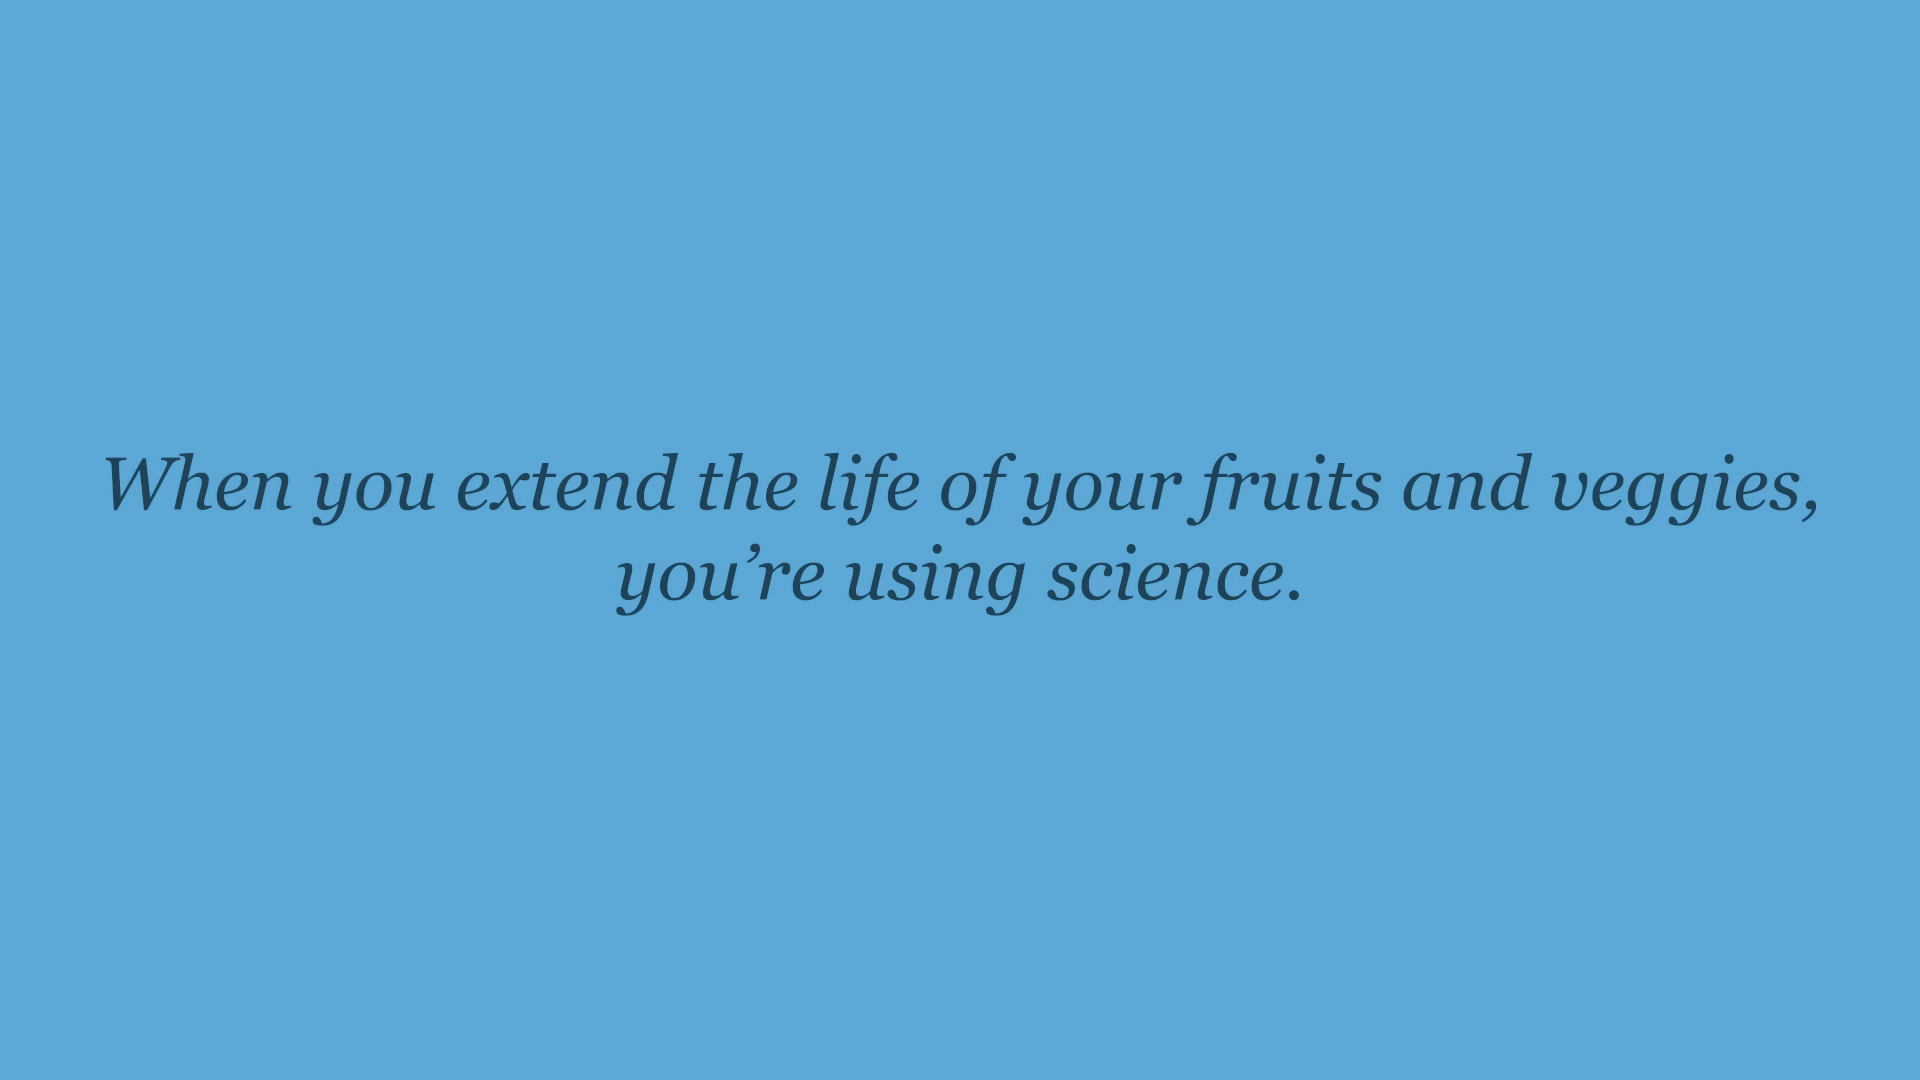 When you extend the life of your fruits and veggies,
you’re using science.